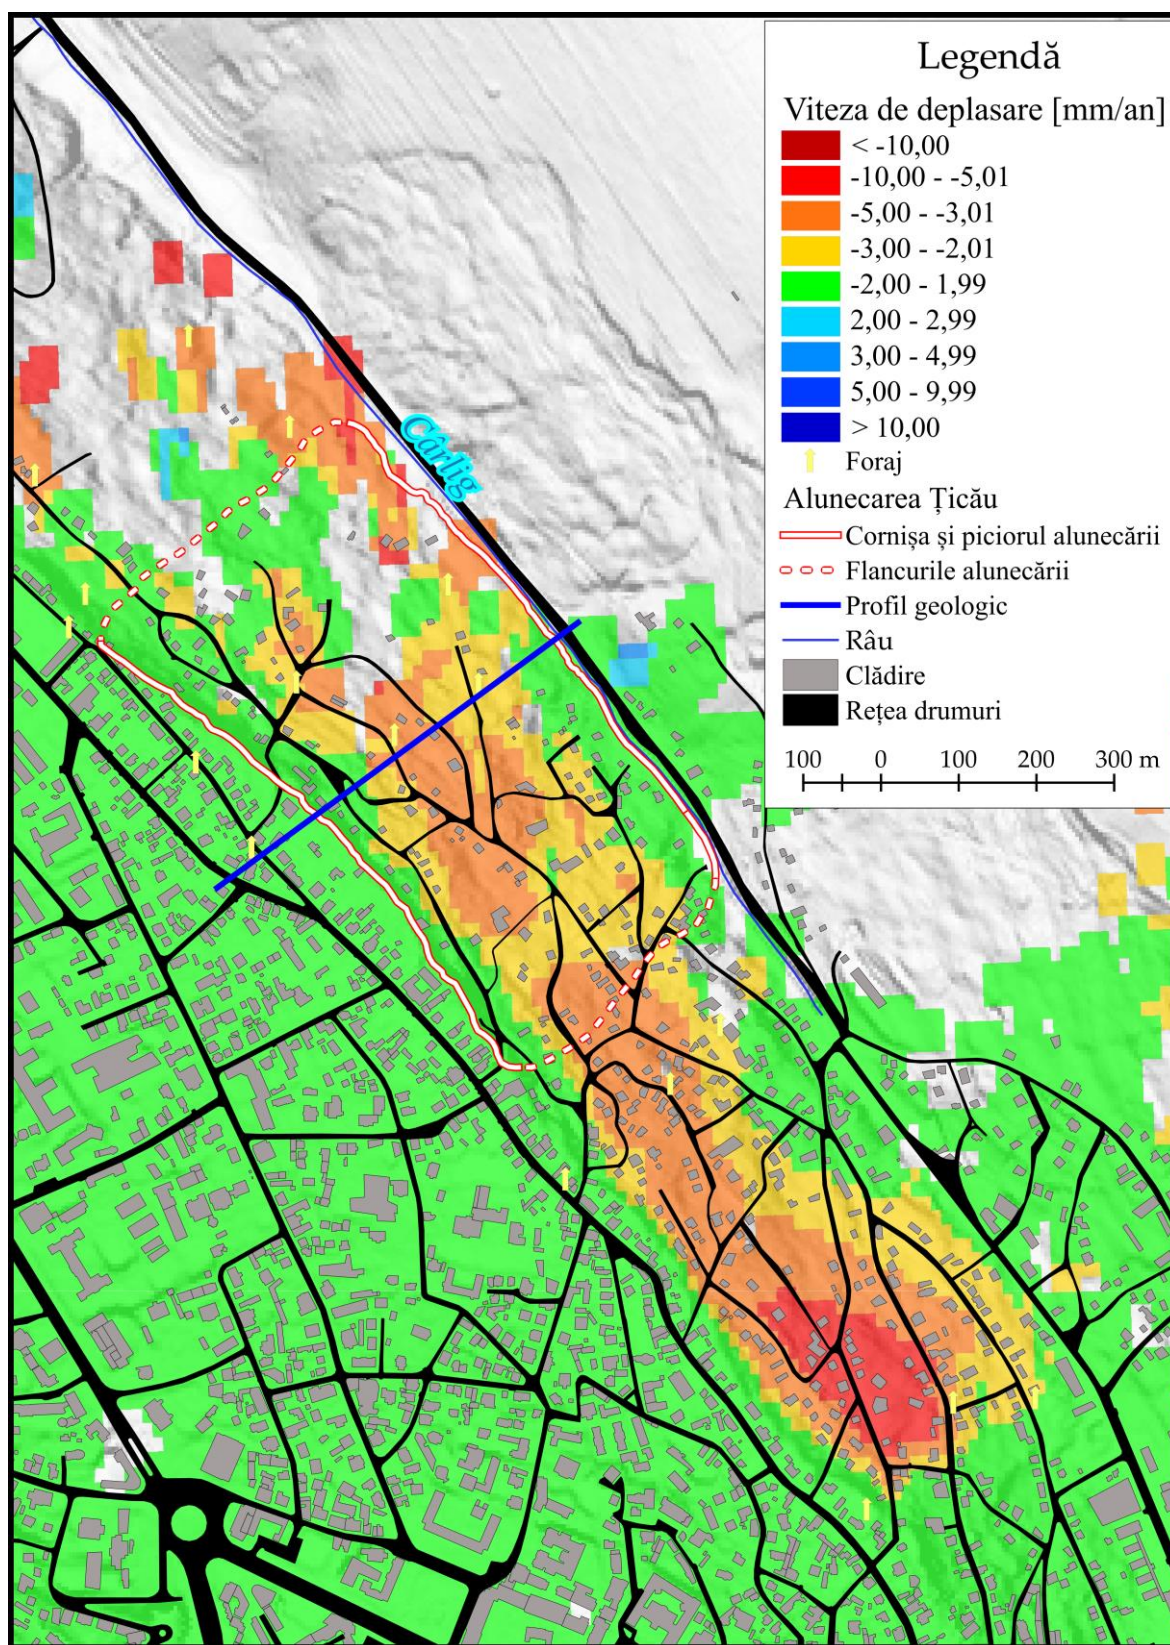 Legendă
Viteza de deplasare [mm/an]
< -10,00
-10,00 - -5,01
-5,00 - -3,01
-3,00 - -2,01
-2,00 - 1,99
2,00 - 2,99
3,00 - 4,99
5,00 - 9,99
> 10,00
Foraj
Alunecarea Țicău
Cornișa și piciorul alunecării
Flancurile alunecării
Profil geologic
Râu
Clădire
Rețea drumuri
100 0 100 200 300 m
Cârlig